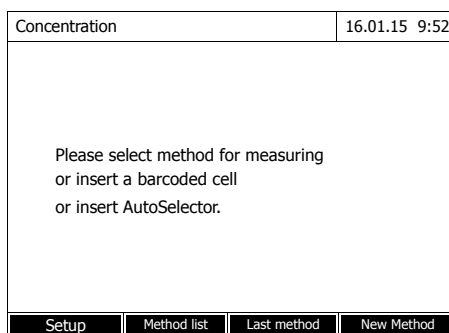 Concentration 16.01.15 9:52
Please select method for measuring
or insert a barcoded cell
or insert AutoSelector.
Setup Method list Last method New Method